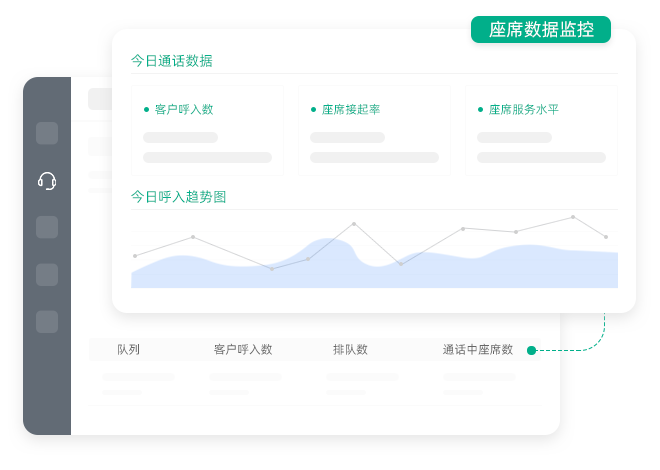 座席数据监控
今日通话数据
客户呼入数
座席接起率
座席服务水平
今日呼入趋势图
队列
客户呼入数
排队数
通话中座席数